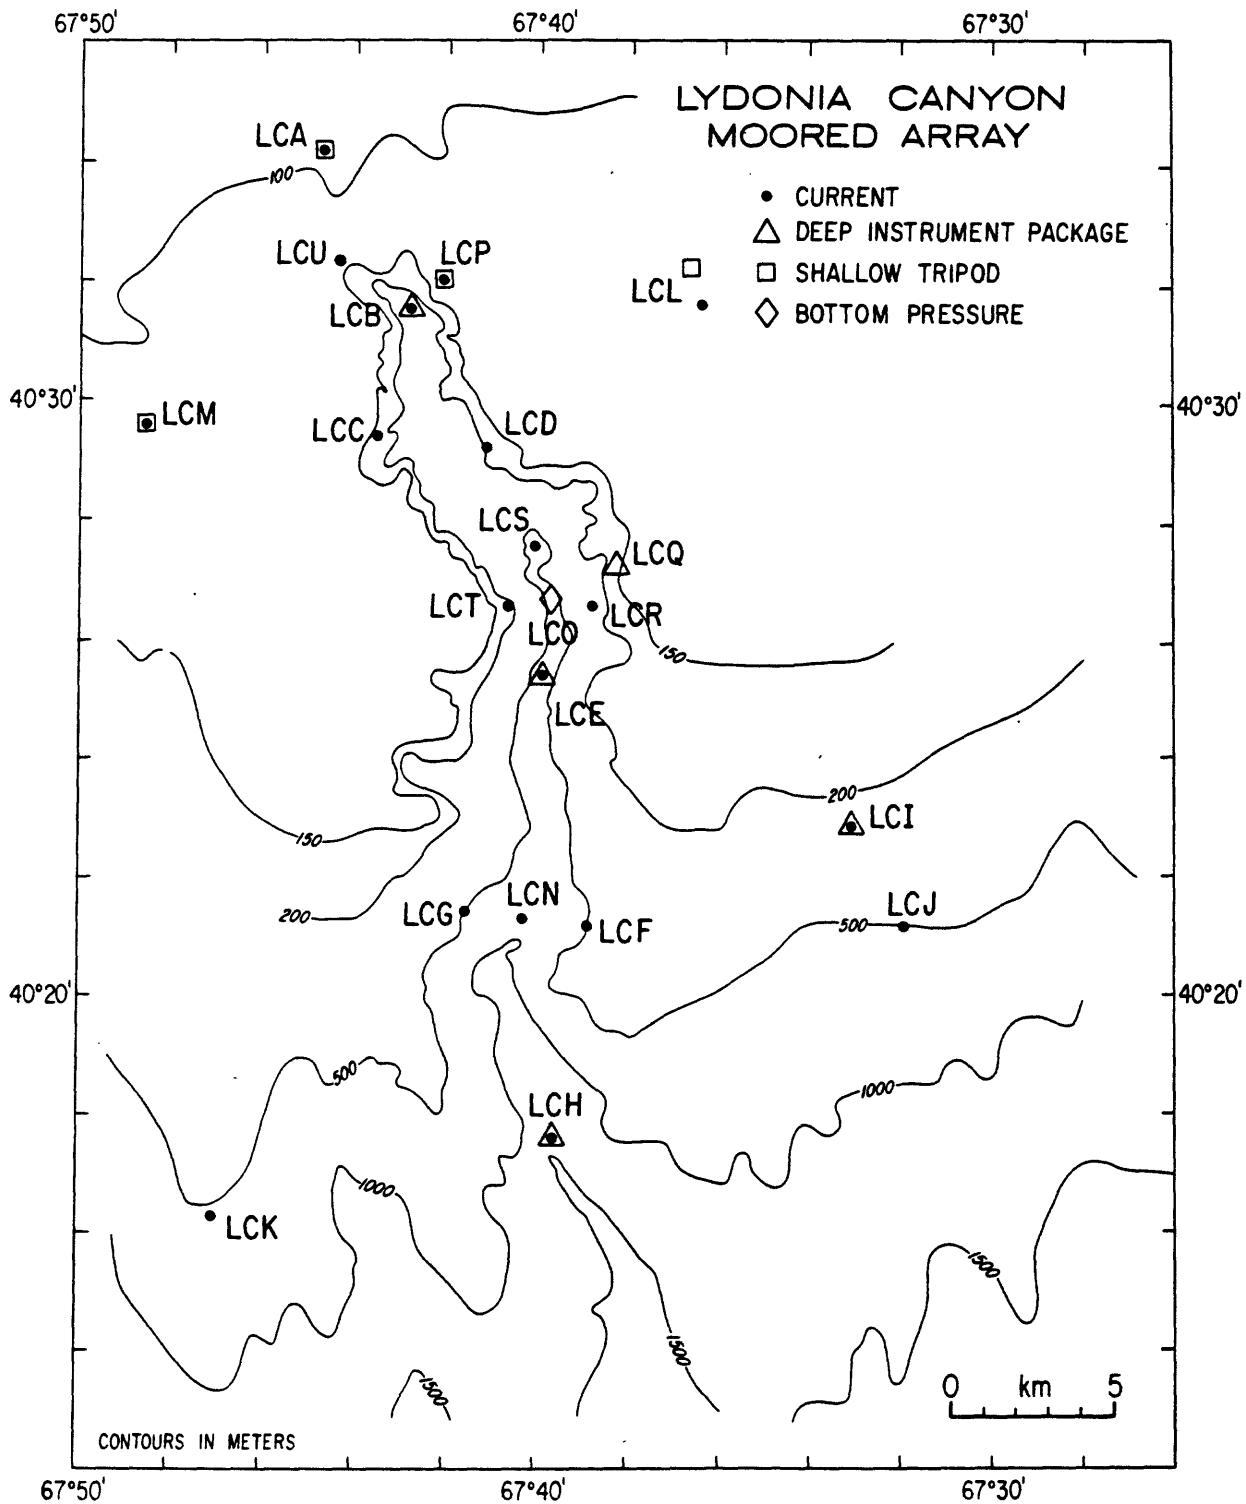 67°50' 67°40' 67°30'
LYDONIA CANYON
MOORED ARRAY
LCA
100
CURRENT
DEEP INSTRUMENT PACKAGE
SHALLOW TRIPOD
BOTTOM PRESSURE
LCU
LCP
LCL
LCB
40°30' 40°30'
LCM
LCC
LCD
LCS
LCQ
LCT
LCR
LCO
150
LCE
200
LCI
150
LCN
LCJ
200
LCG
LCF
500
40°20' 40°20'
500
1000
LCH
1000
LCK
1500
1500
1500
0 km 5
CONTOURS IN METERS
67°50' 67°40' 67°30'